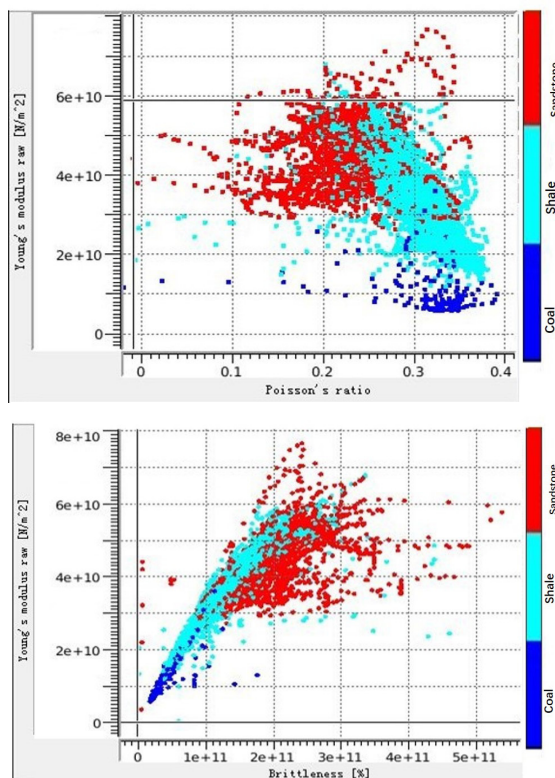 Young's modulus raw [N/m^2]
6e+10
4e+10
2e+10
0
0
0.1
0.2
0.3
0.4
Poisson's ratio
Sandstone
Shale
Coal
Young's modulus raw [N/m^2]
8e+10
6e+10
4e+10
2e+10
0
0
1e+11
2e+11
3e+11
4e+11
5e+11
Brittleness [%]
Sandstone
Shale
Coal